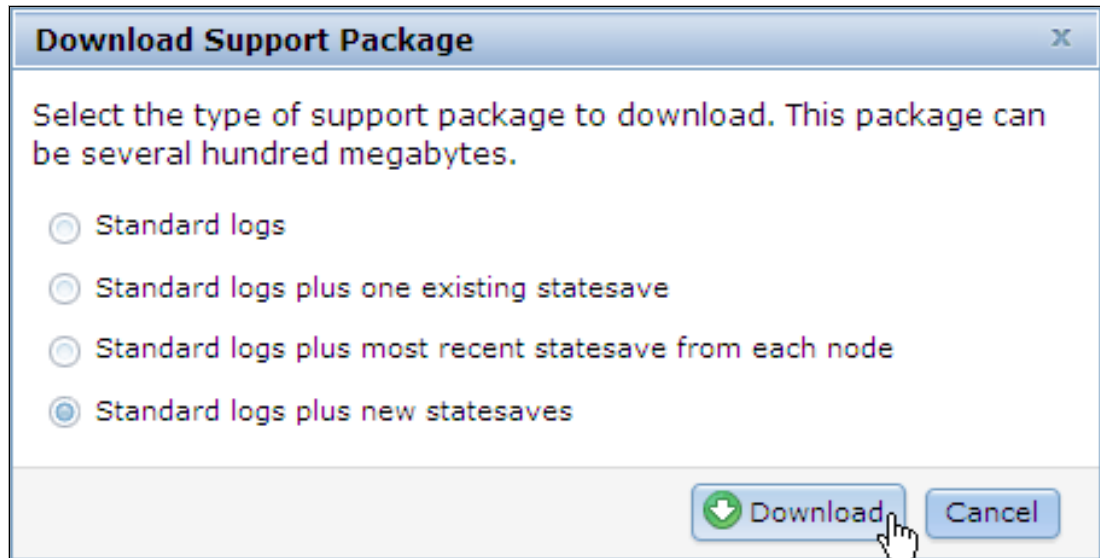 Download Support Package
x
Select the type of support package to download. This package can
be several hundred megabytes.
Standard logs
Standard logs plus one existing statesave
Standard logs plus most recent statesave from each node
Standard logs plus new statesaves
Download
Cancel